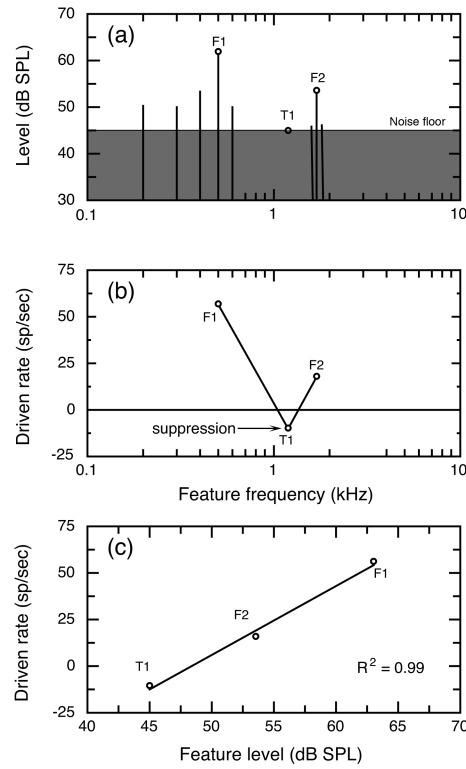 (a)
70
60
50
40
30
Level (dB SPL)
F1
F2
T1
Noise floor
0.1
1
10
(b)
75
50
25
0
-25
Driven rate (sp/sec)
F1
F2
suppression
T1
0.1
1
10
Feature frequency (kHz)
(c)
75
50
25
0
-25
Driven rate (sp/sec)
F1
F2
T1
R² = 0.99
40
45
50
55
60
65
70
Feature level (dB SPL)